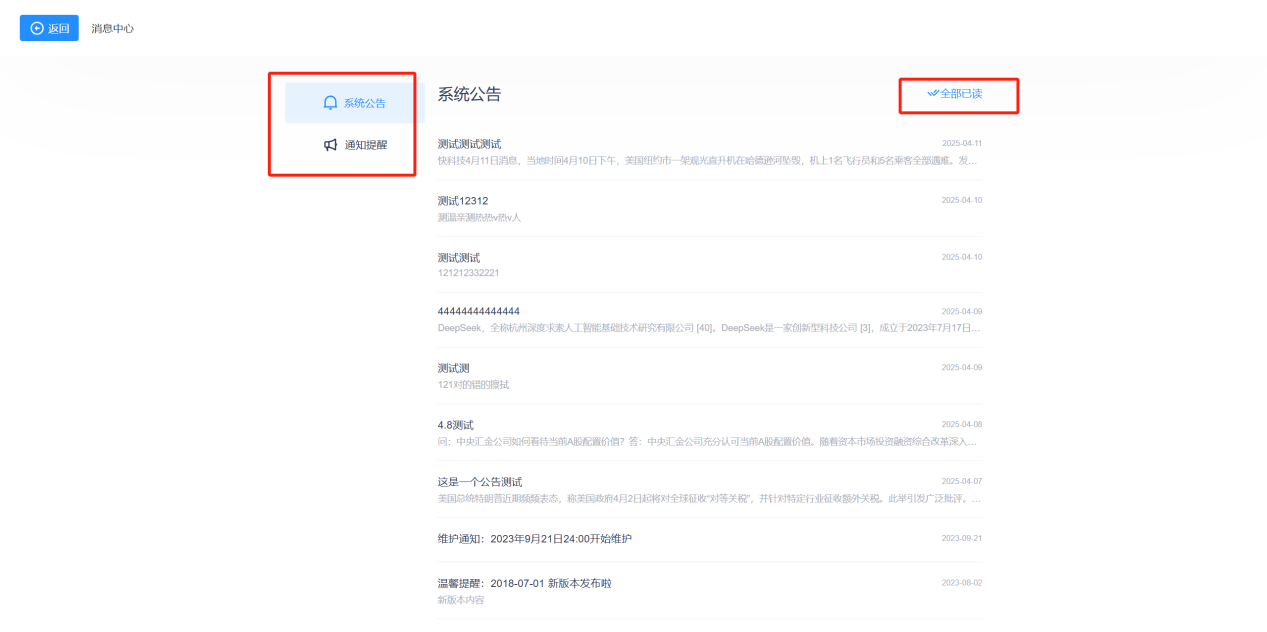 返回 消息中心
系统公告
通知提醒
系统公告 全部已读
测试测试测试 2025-04-11
快科技4月11日消息，当地时间4月10日下午，美国纽约市一架观光直升机在哈德逊河坠毁，机上1名飞行员和5名乘客全部遇难。发...
测试12312 2025-04-10
测温亲测热热v热v人
测试测试 2025-04-10
121212332221
44444444444444 2025-04-09
DeepSeek，全称杭州深度求索人工智能基础技术研究有限公司 [40]。DeepSeek是一家创新型科技公司 [3]，成立于2023年7月17日...
测试测 2025-04-09
121对的错的擦拭
4.8测试 2025-04-08
问：中央汇金公司如何看待当前A股配置价值？答：中央汇金公司充分认可当前A股配置价值。随着资本市场投资融资综合改革深入...
这是一个公告测试 2025-04-07
美国总统特朗普近期频频表态，称美国政府4月2日起将对全球征收“对等关税”，并针对特定行业征收额外关税。此举引发广泛批评。...
维护通知：2023年9月21日24:00开始维护 2023-09-21
温馨提醒：2018-07-01 新版本发布啦 2023-08-02
新版本内容